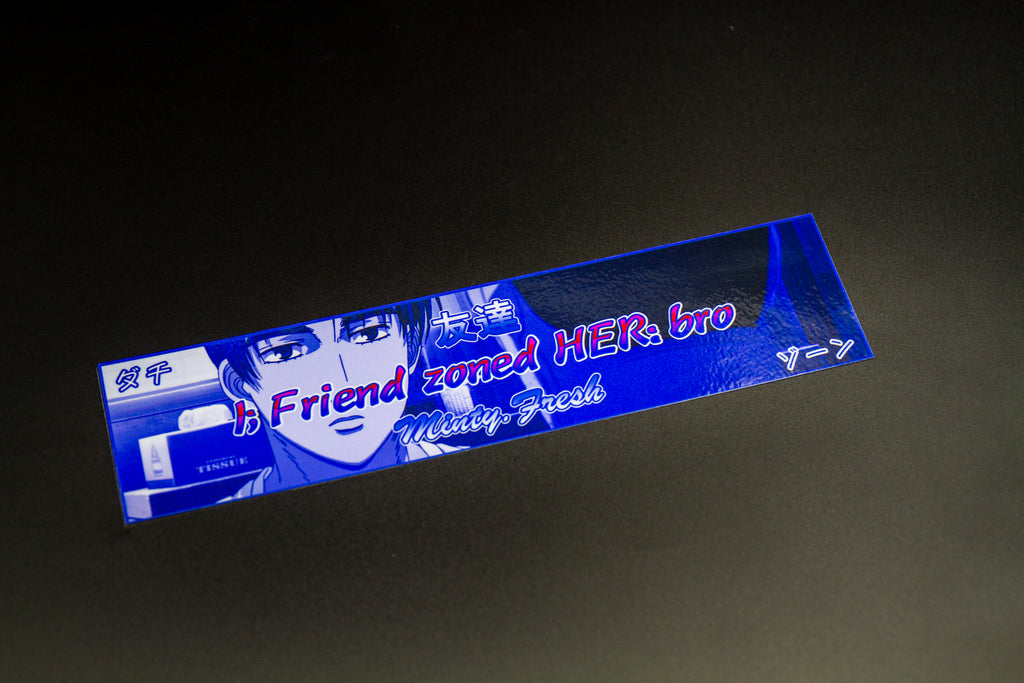 ダチ
友達
I; Friend zoned HER: bro
Minty.Fresh
ゾーン
TISSUE